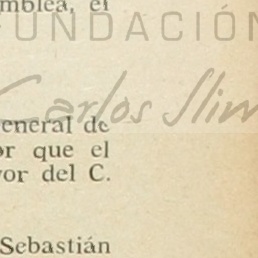 mblea, el
FUNDACIÓN
Carlos Slim
eneral de
or que el
vor del C.
Sebastián